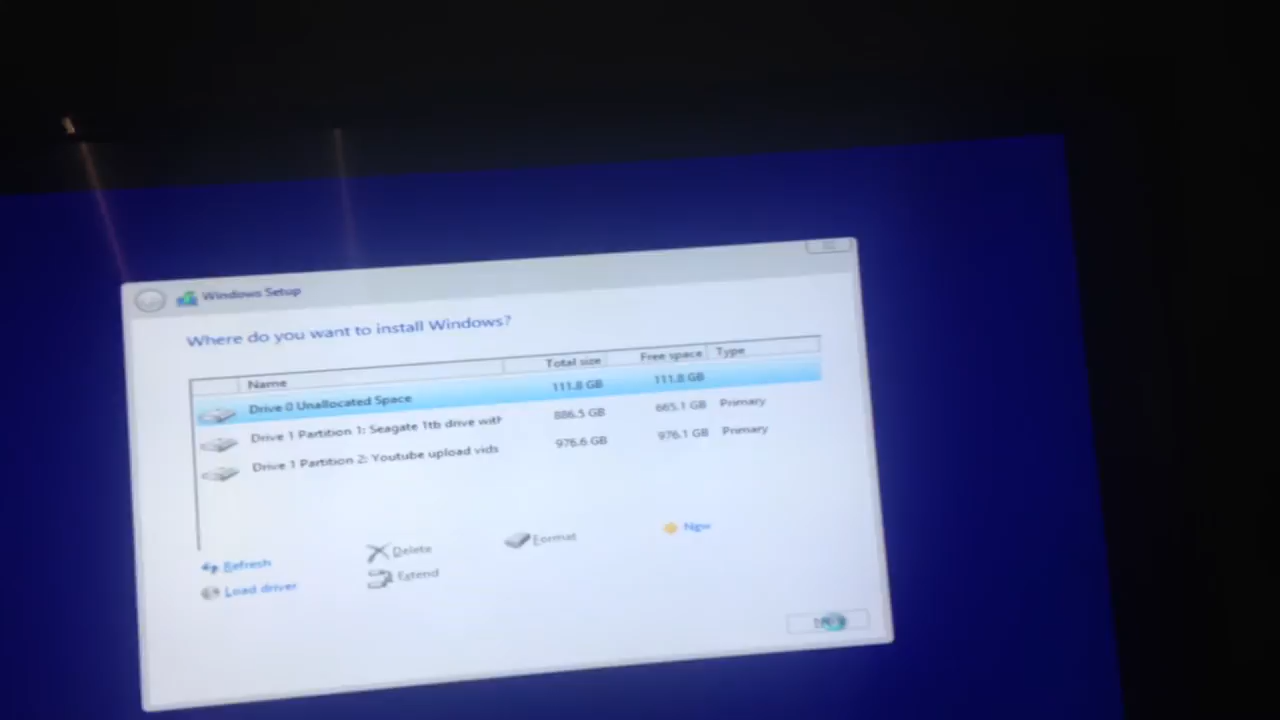 Windows Setup
Where do you want to install Windows?
Name Total size Free space Type
Drive 0 Unallocated Space 111.8 GB 111.8 GB
Drive 1 Partition 1: Seagate 1tb drive with 886.5 GB 665.1 GB Primary
Drive 1 Partition 2: Youtube upload vids 976.6 GB 976.1 GB Primary
Refresh Delete Format New
Load driver Extend